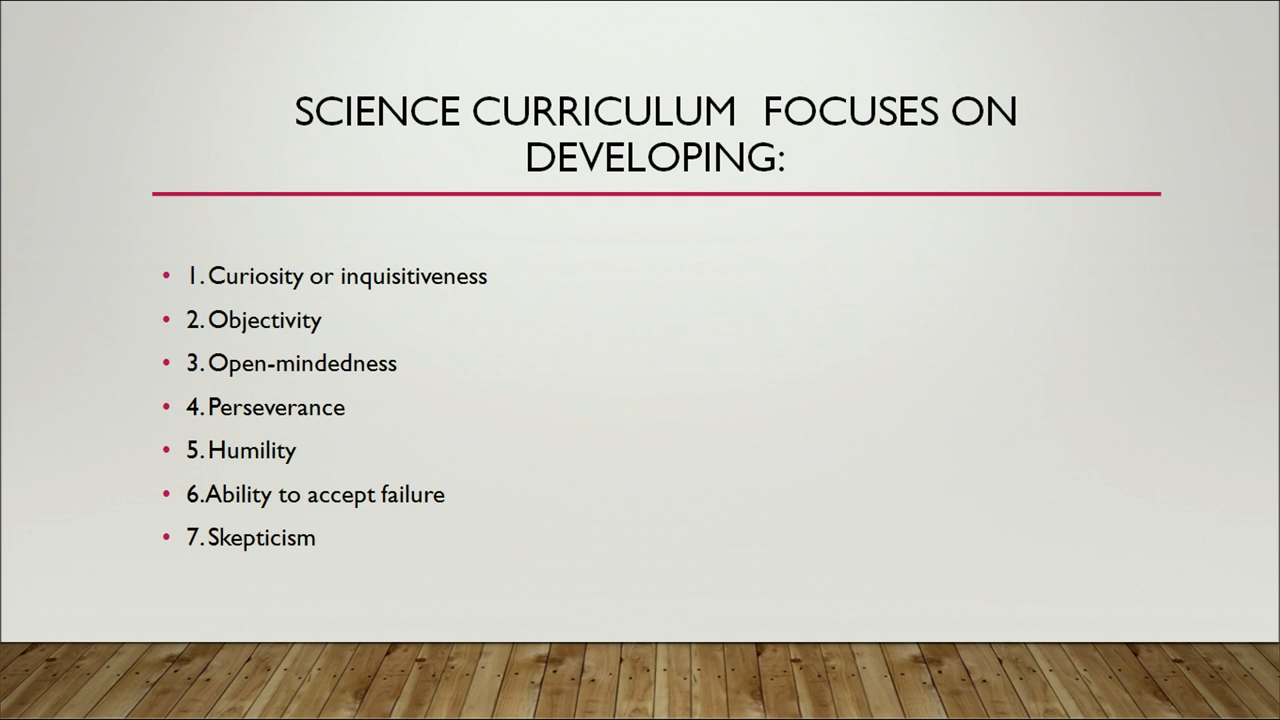 SCIENCE CURRICULUM FOCUSES ON
DEVELOPING:
• 1. Curiosity or inquisitiveness
• 2. Objectivity
• 3. Open-mindedness
• 4. Perseverance
• 5. Humility
• 6.Ability to accept failure
• 7. Skepticism